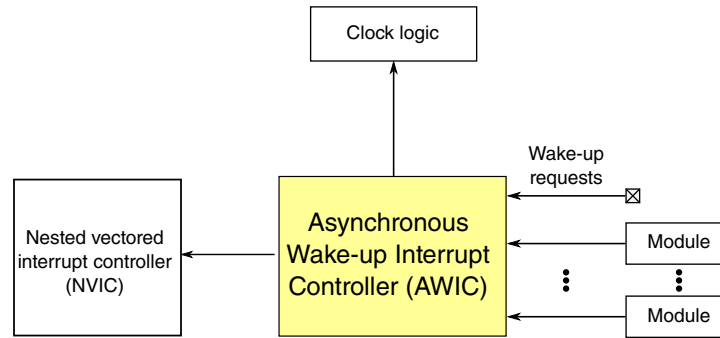 Clock logic
Wake-up
requests
Nested vectored
interrupt controller
(NVIC)
Asynchronous
Wake-up Interrupt
Controller (AWIC)
Module
Module